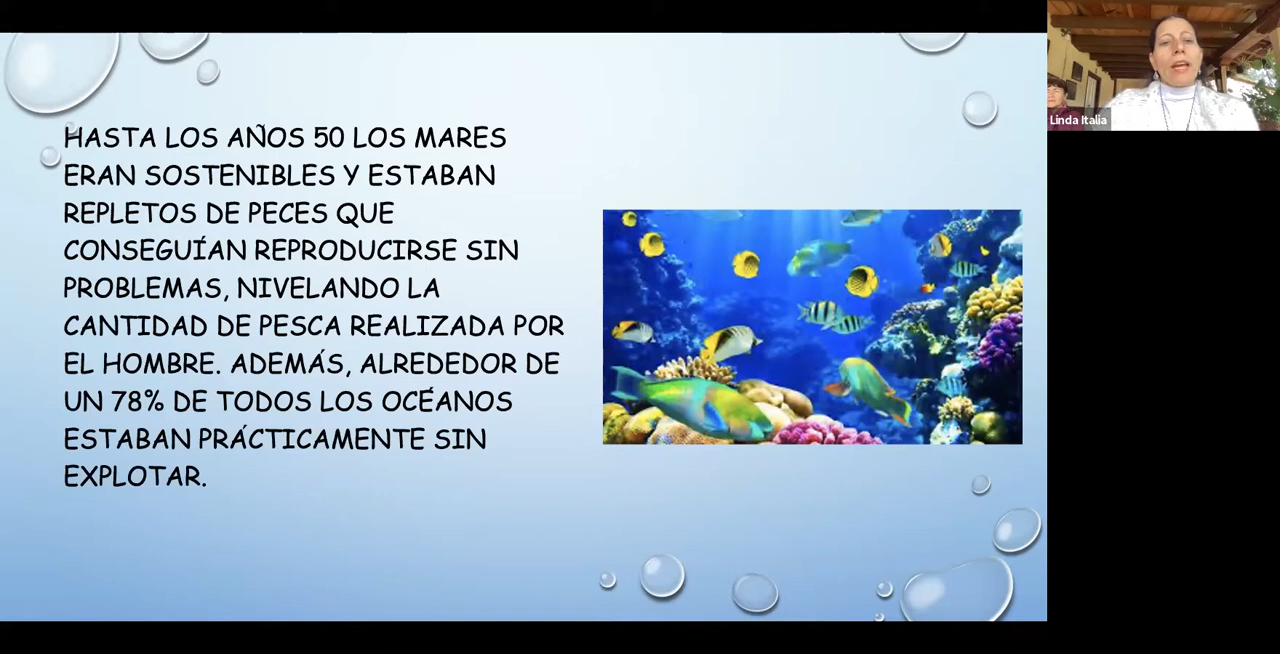 HASTA LOS AÑOS 50 LOS MARES
ERAN SOSTENIBLES Y ESTABAN
REPLETOS DE PECES QUE
CONSEGUÍAN REPRODUCIRSE SIN
PROBLEMAS, NIVELANDO LA
CANTIDAD DE PESCA REALIZADA POR
EL HOMBRE. ADEMÁS, ALREDEDOR DE
UN 78% DE TODOS LOS OCÉANOS
ESTABAN PRÁCTICAMENTE SIN
EXPLOTAR.
Linda Italia